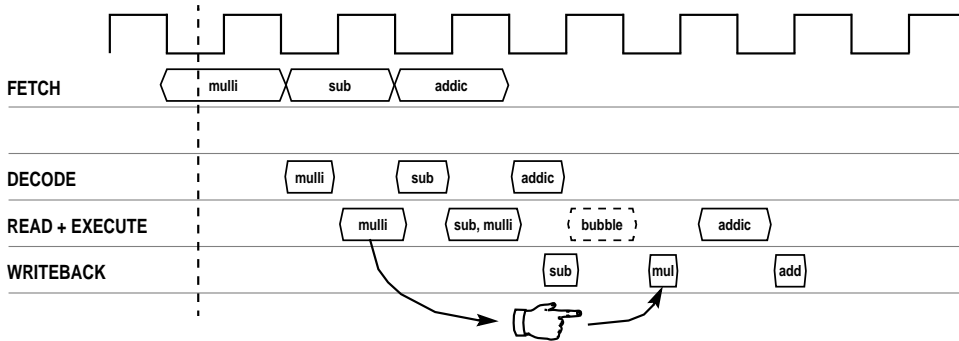 FETCH mulli sub addic
DECODE mulli sub addic
READ + EXECUTE mulli sub, mulli bubble addic
WRITEBACK sub mul add